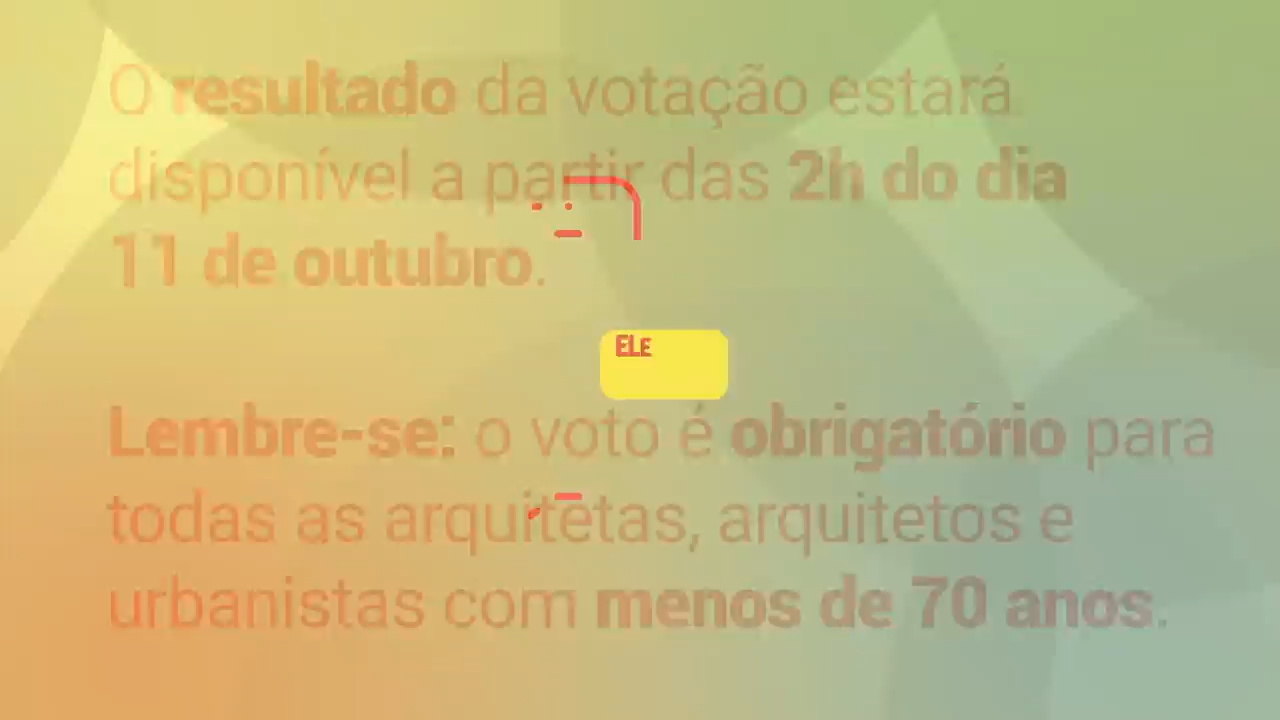 O resultado da votação estará
disponível a partir das 2h do dia
11 de outubro.
ELE
Lembre-se: o voto é obrigatório para
todas as arquitetas, arquitetos e
urbanistas com menos de 70 anos.